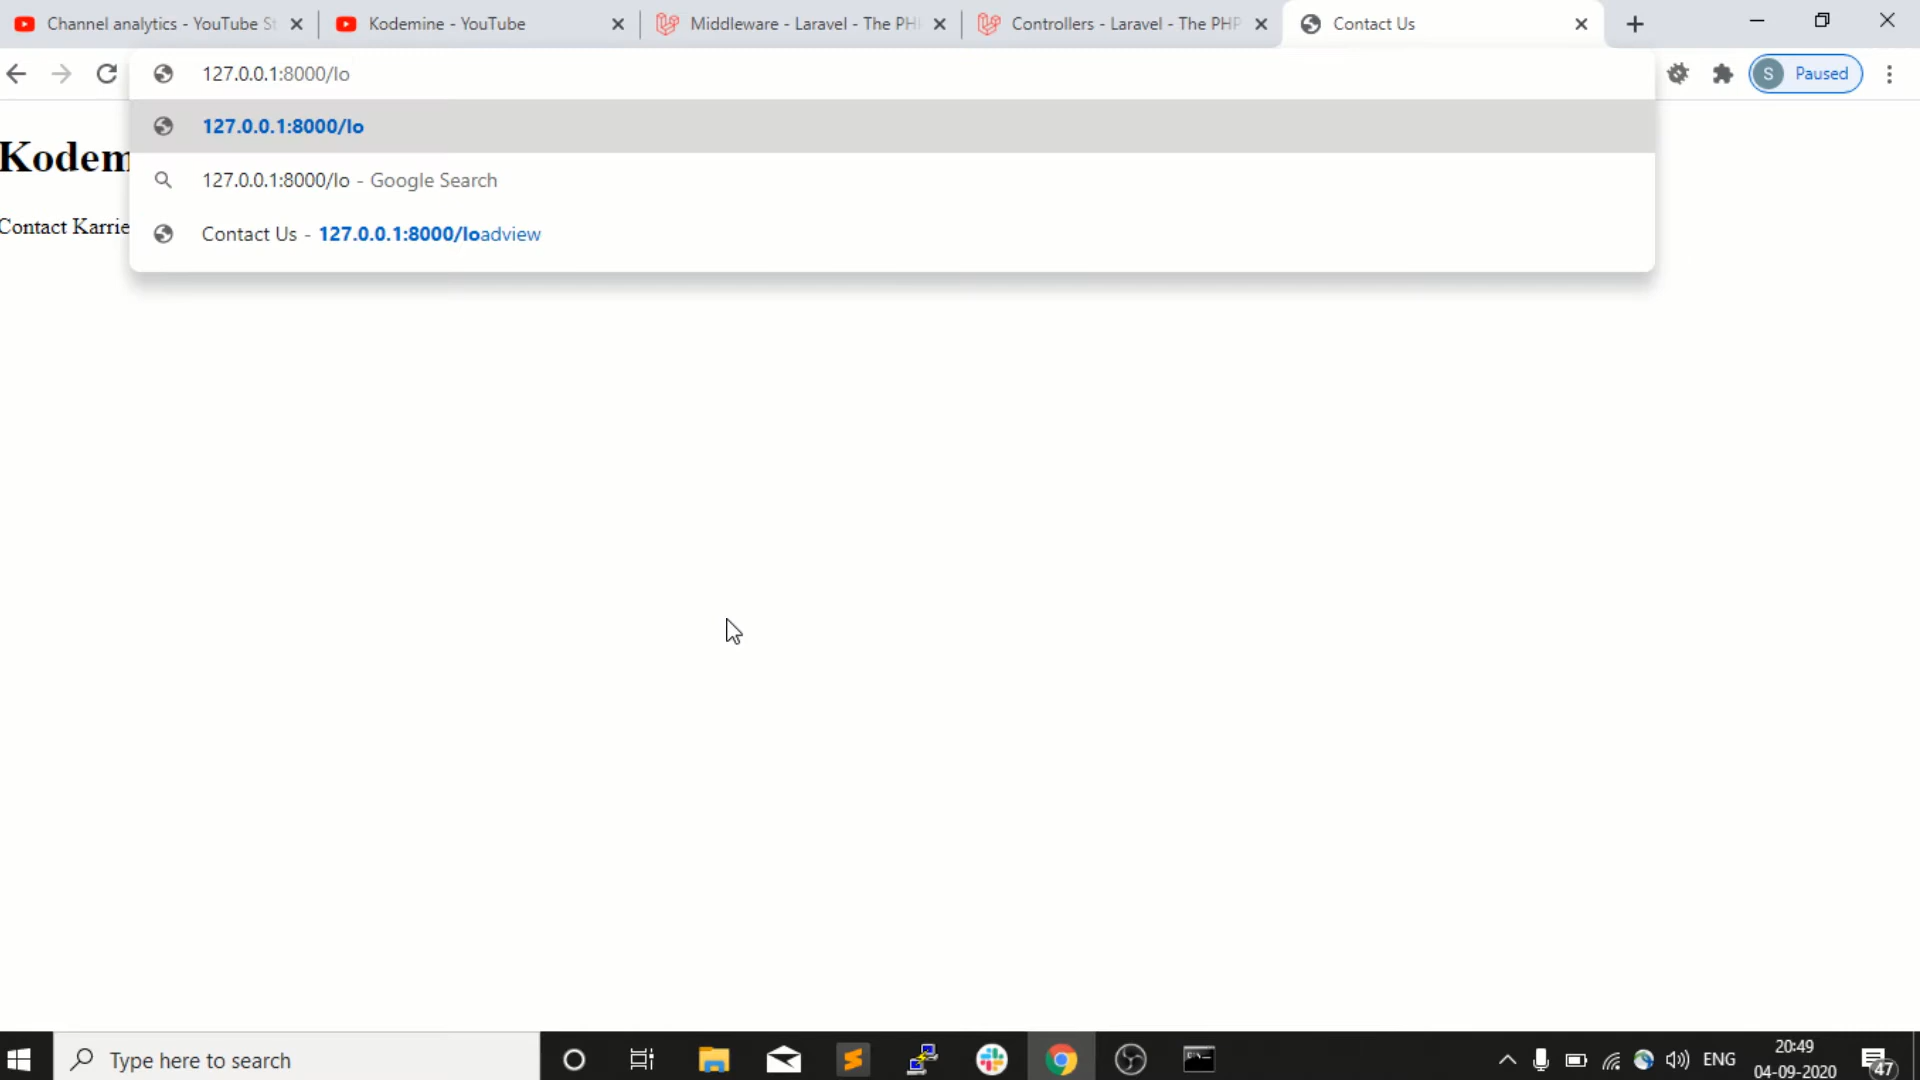 Channel analytics - YouTube St
Kodemine - YouTube
Middleware - Laravel - The PH
Controllers - Laravel - The PHP
Contact Us
127.0.0.1:8000/lo
S Paused
127.0.0.1:8000/lo
127.0.0.1:8000/lo - Google Search
Contact Us - 127.0.0.1:8000/loadview
Kodem
Contact Karrie
Type here to search
ENG
20:49
04-09-2020
47